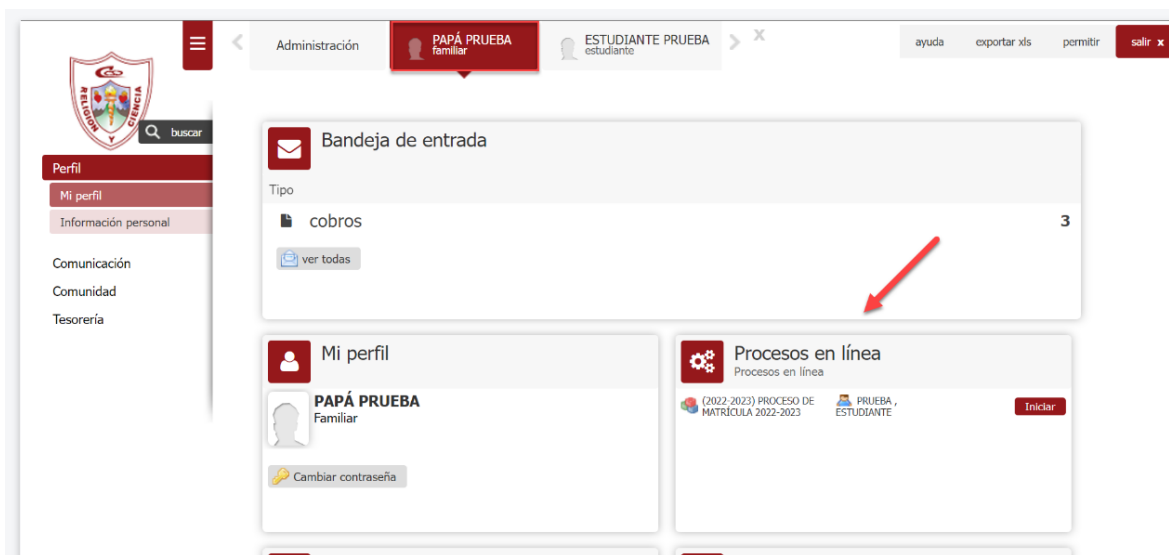 Administración
PAPÁ PRUEBA
familiar
ESTUDIANTE PRUEBA
estudiante
X
ayuda
exportar xls
permitir
salir x
RELIGION Y CIENCIA
buscar
Perfil
Mi perfil
Información personal
Comunicación
Comunidad
Tesorería
Bandeja de entrada
Tipo
cobros 3
ver todas
Mi perfil
PAPÁ PRUEBA
Familiar
Cambiar contraseña
Procesos en línea
Procesos en línea
(2022-2023) PROCESO DE
MATRÍCULA 2022-2023
PRUEBA ,
ESTUDIANTE
Iniciar